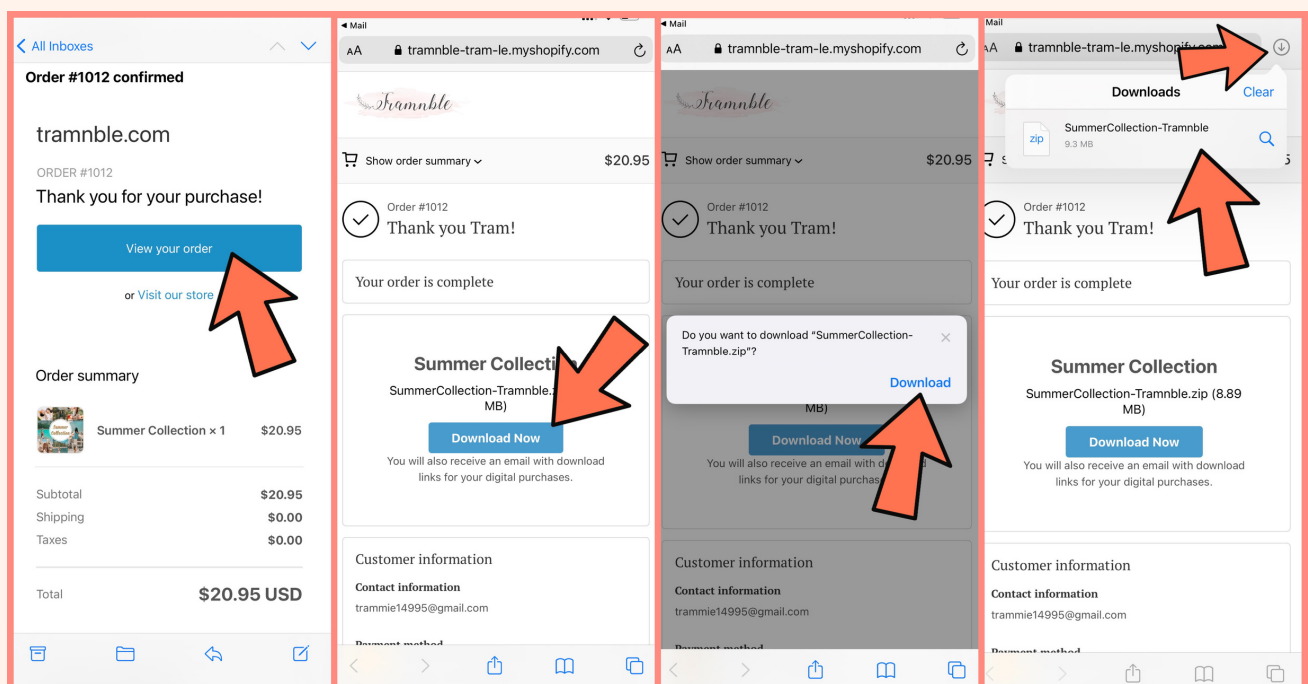 All Inboxes
Order #1012 confirmed
tramnble.com
ORDER #1012
Thank you for your purchase!
View your order
or Visit our store
Order summary
Summer Collection × 1 $20.95
Subtotal $20.95
Shipping $0.00
Taxes $0.00
Total $20.95 USD
Mail
AA tramnble-tram-le.myshopify.com
Tramnble
Show order summary $20.95
Order #1012
Thank you Tram!
Your order is complete
Summer Collection
SummerCollection-Tramnble.
MB)
Download Now
You will also receive an email with download
links for your digital purchases.
Customer information
Contact information
trammie14995@gmail.com
Payment method
Mail
AA tramnble-tram-le.myshopify.com
Tramnble
Show order summary $20.95
Order #1012
Thank you Tram!
Your order is complete
Do you want to download “SummerCollection-
Tramnble.zip”?
Download
MB)
Download Now
You will also receive an email with
links for your digital
Customer information
Contact information
trammie14995@gmail.com
Payment method
Mail
AA tramnble-tram-le.myshopify.com
Downloads Clear
zip
SummerCollection-Tramnble
9.3 MB
Order #1012
Thank you Tram!
Your order is complete
Summer Collection
SummerCollection-Tramnble.zip (8.89
MB)
Download Now
You will also receive an email with download
links for your digital purchases.
Customer information
Contact information
trammie14995@gmail.com
Payment method